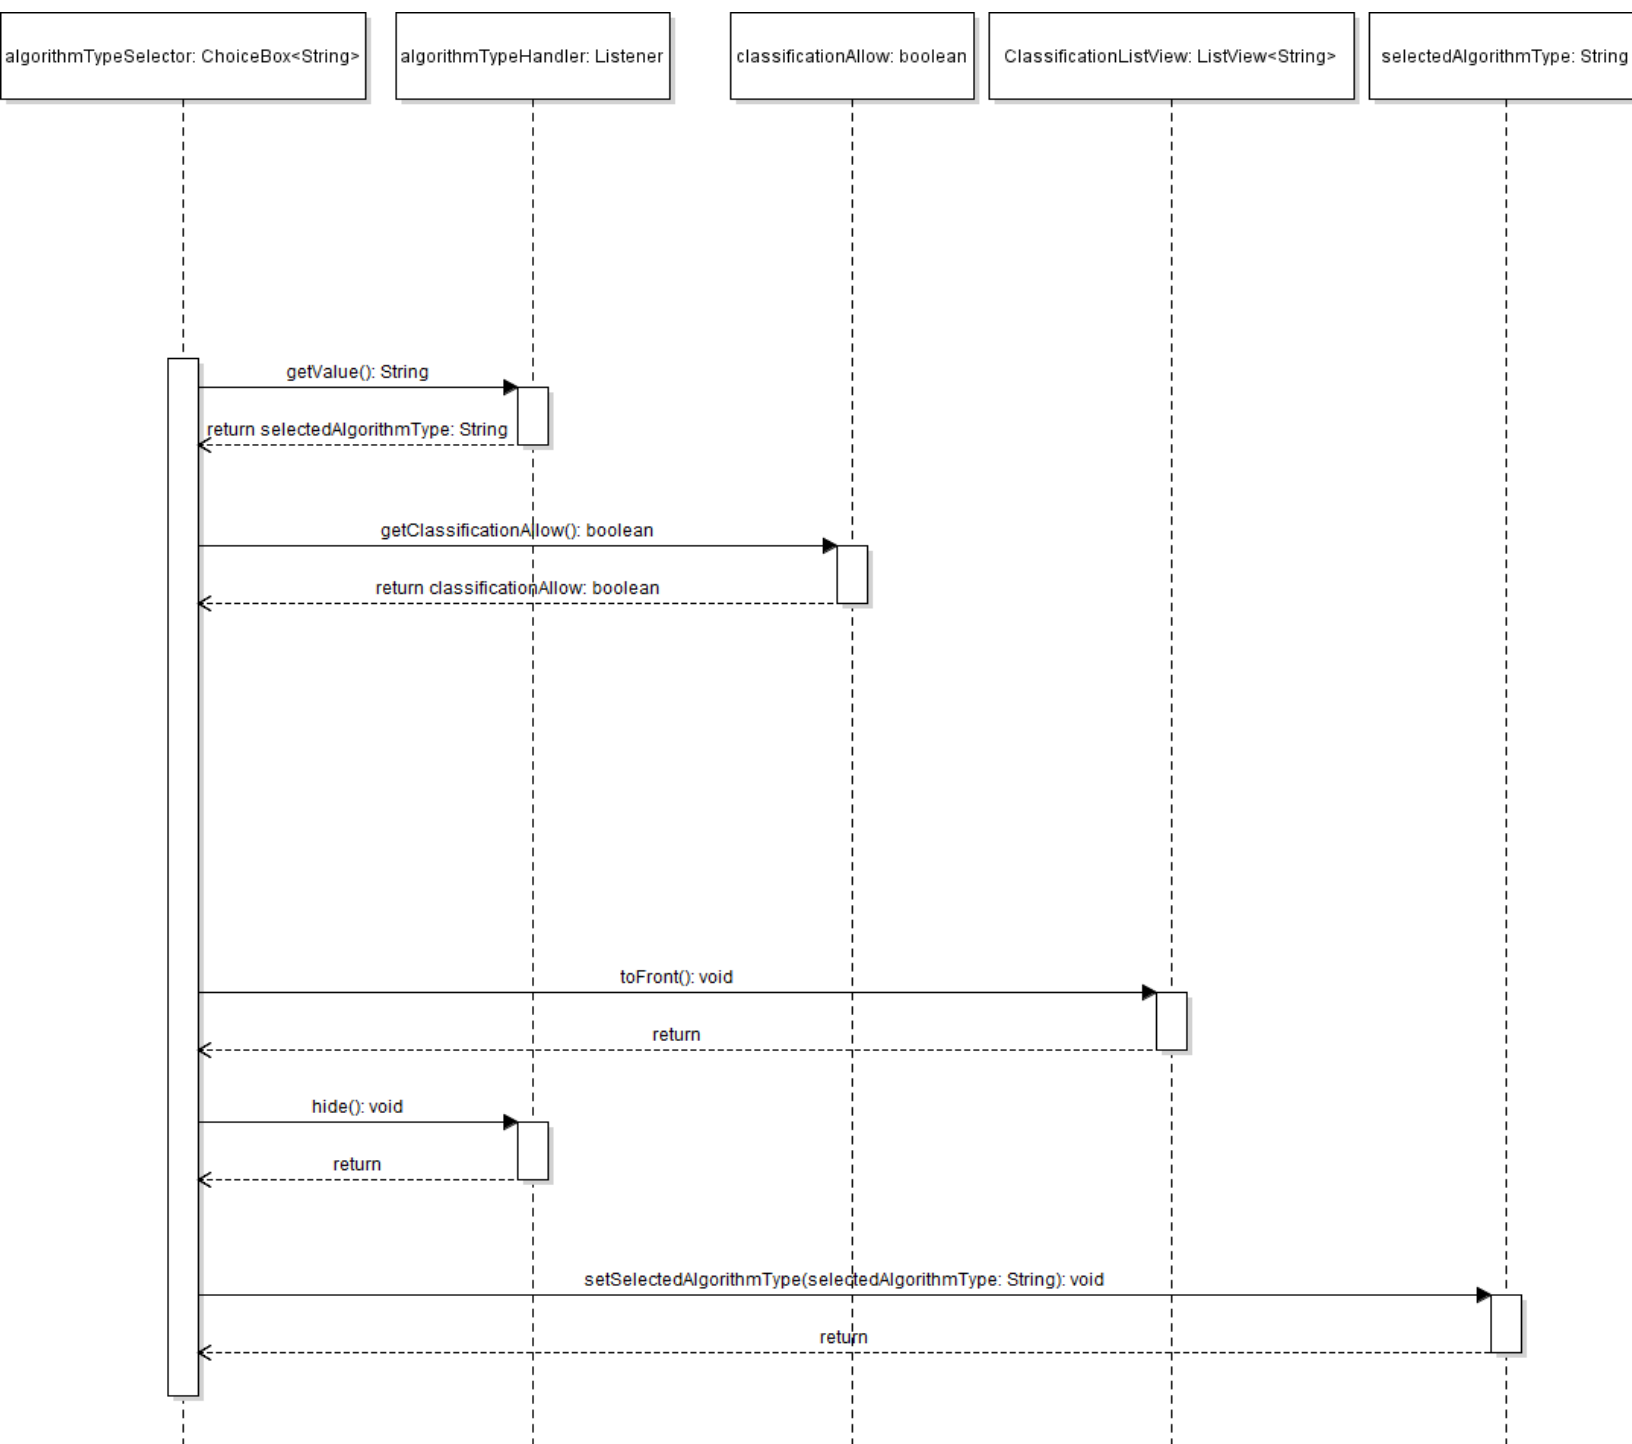 algorithmTypeSelector: ChoiceBox<String>
algorithmTypeHandler: Listener
classificationAllow: boolean
ClassificationListView: ListView<String>
selectedAlgorithmType: String
getValue(): String
return selectedAlgorithmType: String
getClassificationAllow(): boolean
return classificationAllow: boolean
toFront(): void
return
hide(): void
return
setSelectedAlgorithmType(selectedAlgorithmType: String): void
return